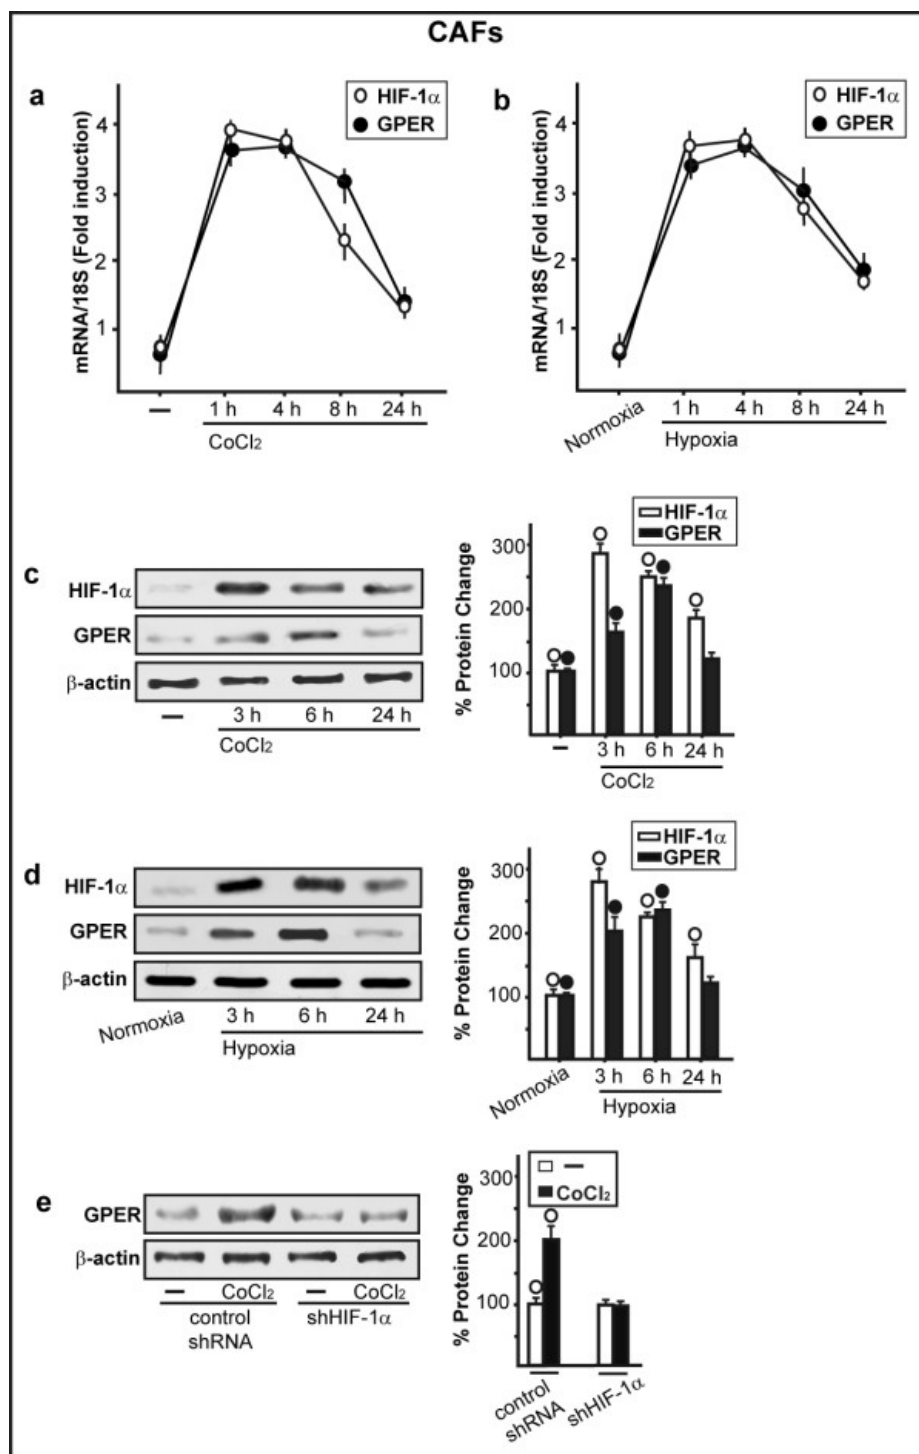 CAFs
a
HIF-1α
GPER
mRNA/18S (Fold induction)
4
3
2
1
—
1 h 4 h 8 h 24 h
CoCl₂
b
HIF-1α
GPER
mRNA/18S (Fold induction)
4
3
2
1
Normoxia
1 h 4 h 8 h 24 h
Hypoxia
c
HIF-1α
GPER
β-actin
— 3 h 6 h 24 h
CoCl₂
HIF-1α
GPER
% Protein Change
300
200
100
— 3 h 6 h 24 h
CoCl₂
d
HIF-1α
GPER
β-actin
Normoxia 3 h 6 h 24 h
Hypoxia
HIF-1α
GPER
% Protein Change
300
200
100
Normoxia 3 h 6 h 24 h
Hypoxia
e
GPER
β-actin
— CoCl₂ — CoCl₂
control shHIF-1α
shRNA
—
CoCl₂
% Protein Change
300
200
100
control
shRNA
shHIF-1α